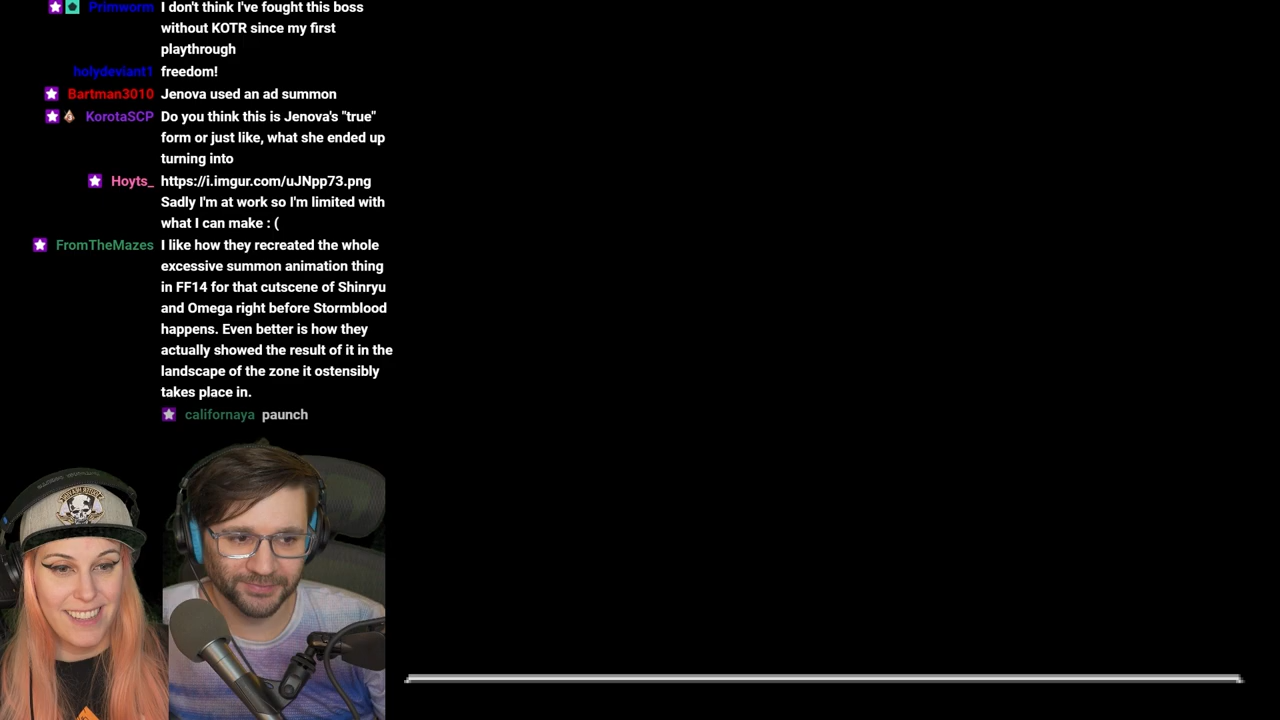 Primworm I don't think I've fought this boss
without KOTR since my first
playthrough
holydeviant1 freedom!
Bartman3010 Jenova used an ad summon
KorotaSCP Do you think this is Jenova's "true"
form or just like, what she ended up
turning into
Hoyts_ https://i.imgur.com/uJNpp73.png
Sadly I'm at work so I'm limited with
what I can make : (
FromTheMazes I like how they recreated the whole
excessive summon animation thing
in FF14 for that cutscene of Shinryu
and Omega right before Stormblood
happens. Even better is how they
actually showed the result of it in the
landscape of the zone it ostensibly
takes place in.
californaya paunch